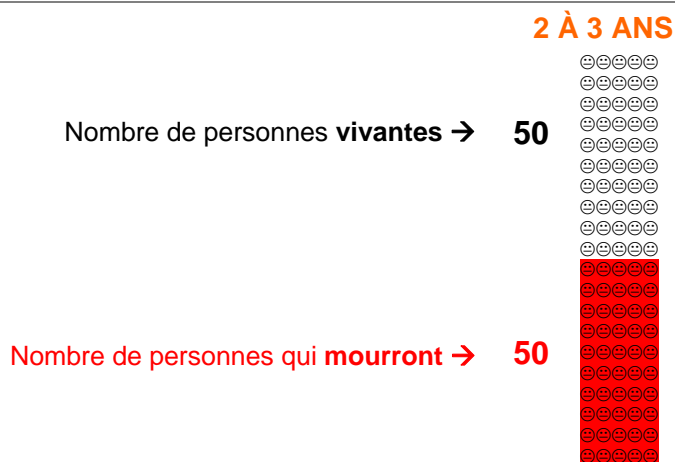 2 À 3 ANS
Nombre de personnes vivantes → 50
Nombre de personnes qui mourront → 50